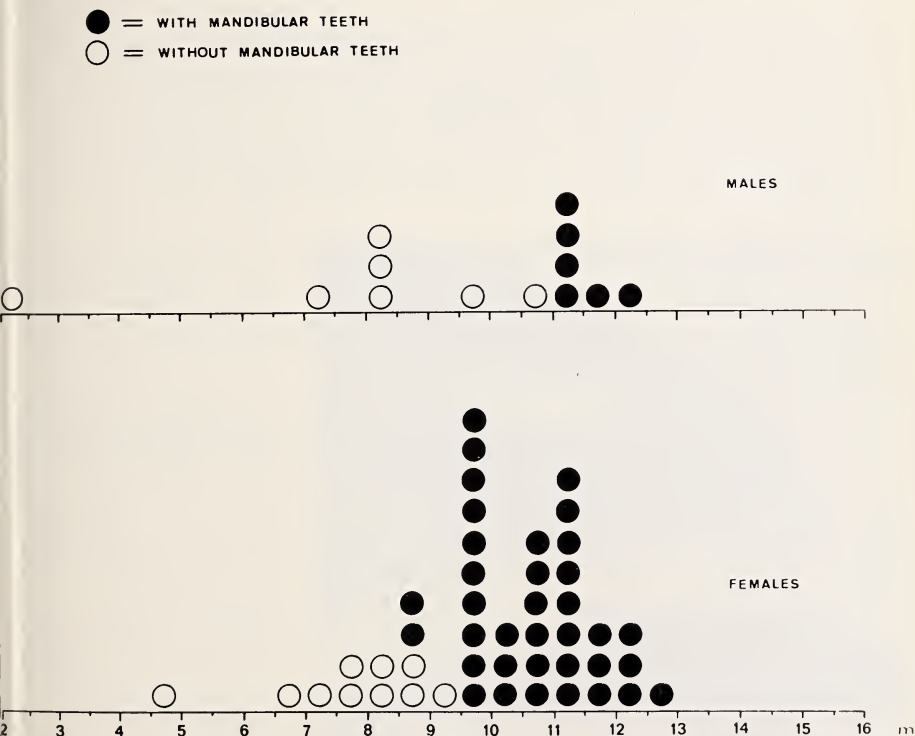 = WITH MANDIBULAR TEETH
= WITHOUT MANDIBULAR TEETH
MALES
FEMALES
2 3 4 5 6 7 8 9 10 11 12 13 14 15 16 m